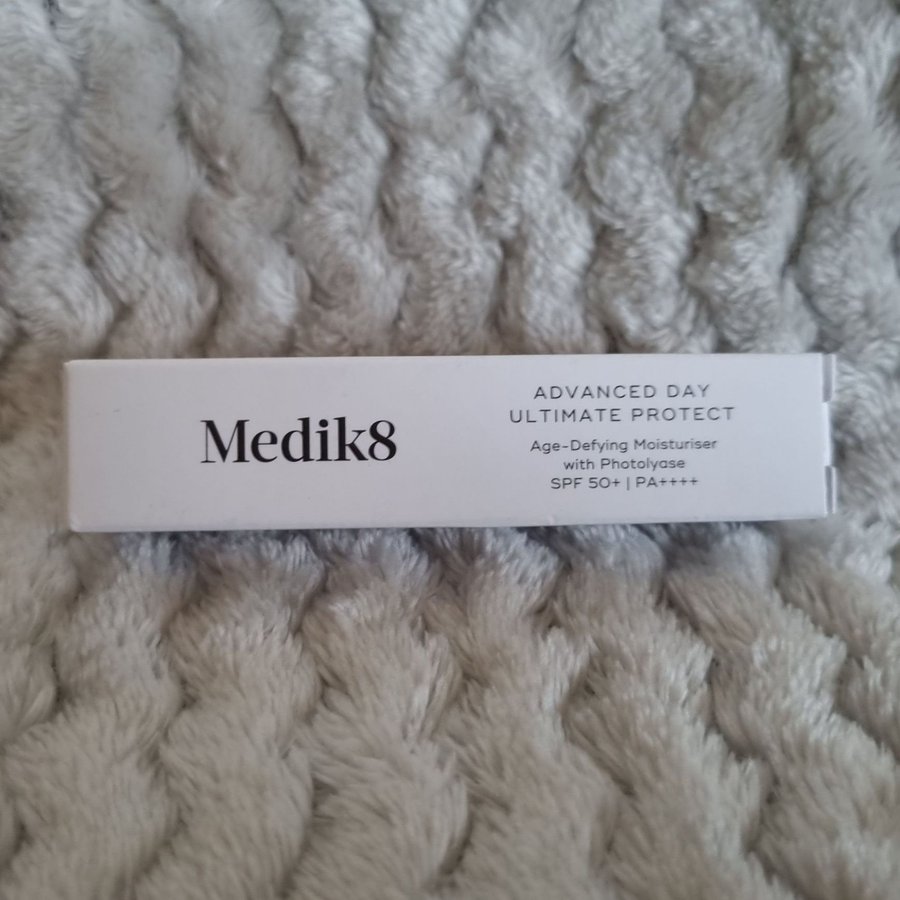 Medik8
ADVANCED DAY
ULTIMATE PROTECT
Age-Defying Moisturiser
with Photolyase
SPF 50+ | PA++++